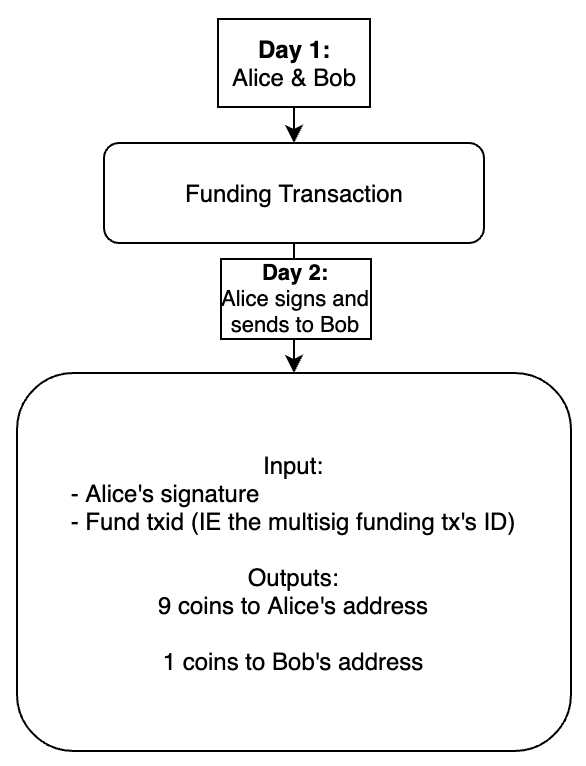 Day 1:
Alice & Bob
Funding Transaction
Day 2:
Alice signs and
sends to Bob
Input:
- Alice's signature
- Fund txid (IE the multisig funding tx's ID)
Outputs:
9 coins to Alice's address
1 coins to Bob's address